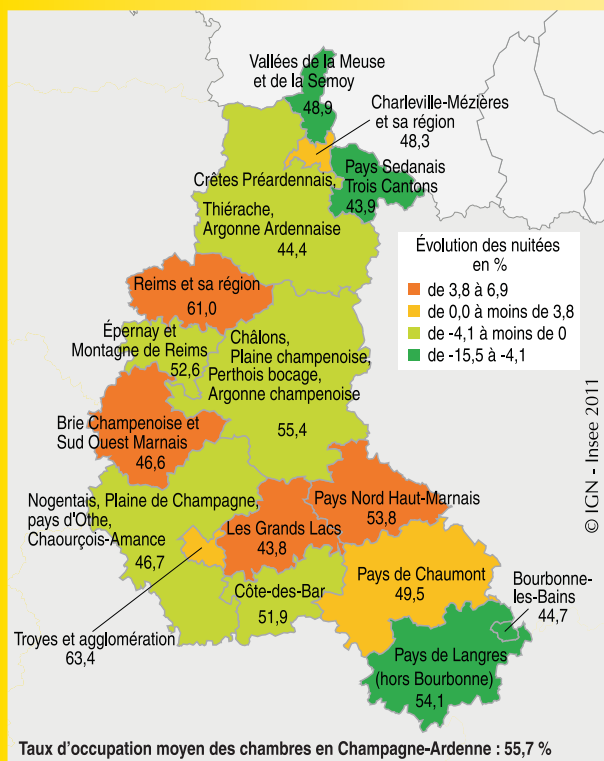 Vallées de la Meuse
et de la Semoy
48,9
Charleville-Mézières
et sa région
48,3
Pays Sedanais
Trois Cantons
43,9
Crêtes Préardennais,
Thiérache,
Argonne Ardennaise
44,4
Évolution des nuitées
en %
de 3,8 à 6,9
de 0,0 à moins de 3,8
de -4,1 à moins de 0
de -15,5 à -4,1
Reims et sa région
61,0
Épernay et
Montagne de Reims
52,6
Châlons,
Plaine champenoise,
Perthois bocage,
Argonne champenoise
55,4
Brie Champenoise et
Sud Ouest Marnais
46,6
© IGN - Insee 2011
Nogentais, Plaine de Champagne,
pays d'Othe,
Chaourçois-Amance
46,7
Les Grands Lacs
43,8
Pays Nord Haut-Marnais
53,8
Troyes et agglomération
63,4
Côte-des-Bar
51,9
Pays de Chaumont
49,5
Bourbonne-
les-Bains
44,7
Pays de Langres
(hors Bourbonne)
54,1
Taux d'occupation moyen des chambres en Champagne-Ardenne : 55,7 %